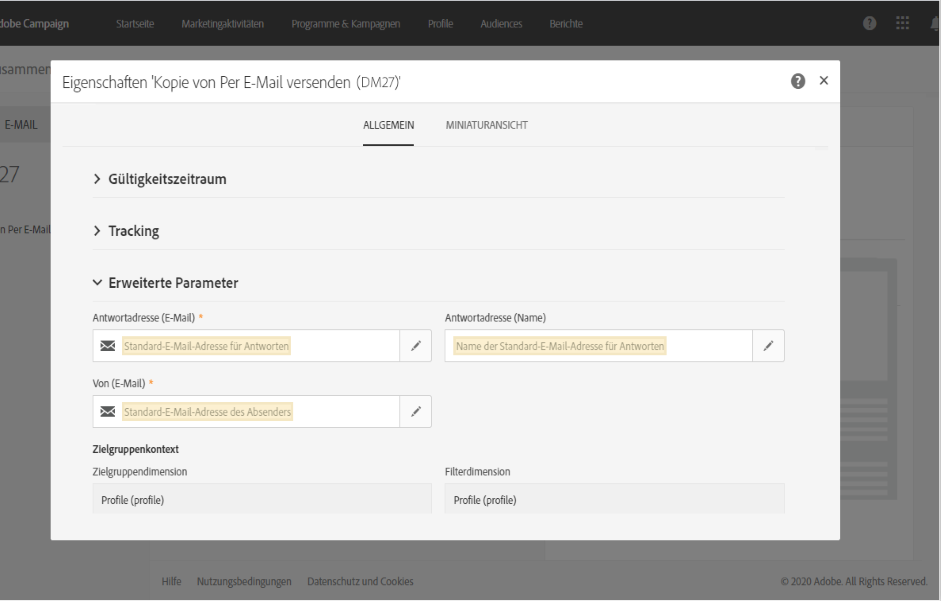 dobe Campaign Startseite Marketingaktivitäten Programme & Kampagnen Profile Audiences Berichte
usammen
Eigenschaften 'Kopie von Per E-Mail versenden (DM27)'
E-MAIL
ALLGEMEIN MINIATURANSICHT
27
Gültigkeitszeitraum
n Per E-Mail
Tracking
Erweiterte Parameter
Antwortadresse (E-Mail) * Antwortadresse (Name)
Standard-E-Mail-Adresse für Antworten Name der Standard-E-Mail-Adresse für Antworten
Von (E-Mail) *
Standard-E-Mail-Adresse des Absenders
Zielgruppenkontext
Zielgruppendimension Filterdimension
Profile (profile) Profile (profile)
Hilfe Nutzungsbedingungen Datenschutz und Cookies © 2020 Adobe. All Rights Reserved.